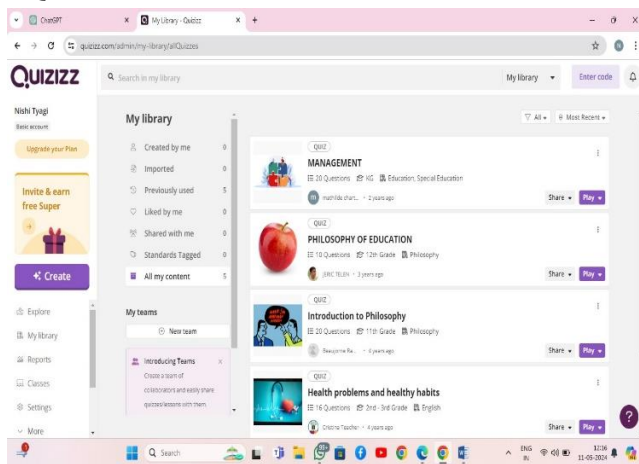 ChatGPT
My Library - Quizizz
quizizz.com/admin/my-library/allQuizzes
QUIZIZZ
Search in my library
My library
Enter code
Nishi Tyagi
Basic account
Upgrade your Plan
Invite & earn
free Super
Create
Explore
My library
Reports
Classes
Settings
More
My library
Created by me 0
Imported 0
Previously used 5
Liked by me 0
Shared with me 0
Standards Tagged 0
All my content 5
My teams
New team
Introducing Teams
Create a team of
collaborators and easily share
quizzes/lessons with them.
All
Most Recent
QUIZ
MANAGEMENT
20 Questions KG Education, Special Education
mathilde chart... • 2 years ago
Share Play
QUIZ
PHILOSOPHY OF EDUCATION
10 Questions 12th Grade Philosophy
JERIC TELEN • 3 years ago
Share Play
QUIZ
Introduction to Philosophy
20 Questions 11th Grade Philosophy
• 4 years ago
Share Play
QUIZ
Health problems and healthy habits
16 Questions 2nd - 3rd Grade English
Cristina Teacher • 4 years ago
Share Play
Search
99+
ENG
IN
12:16
11-05-2024